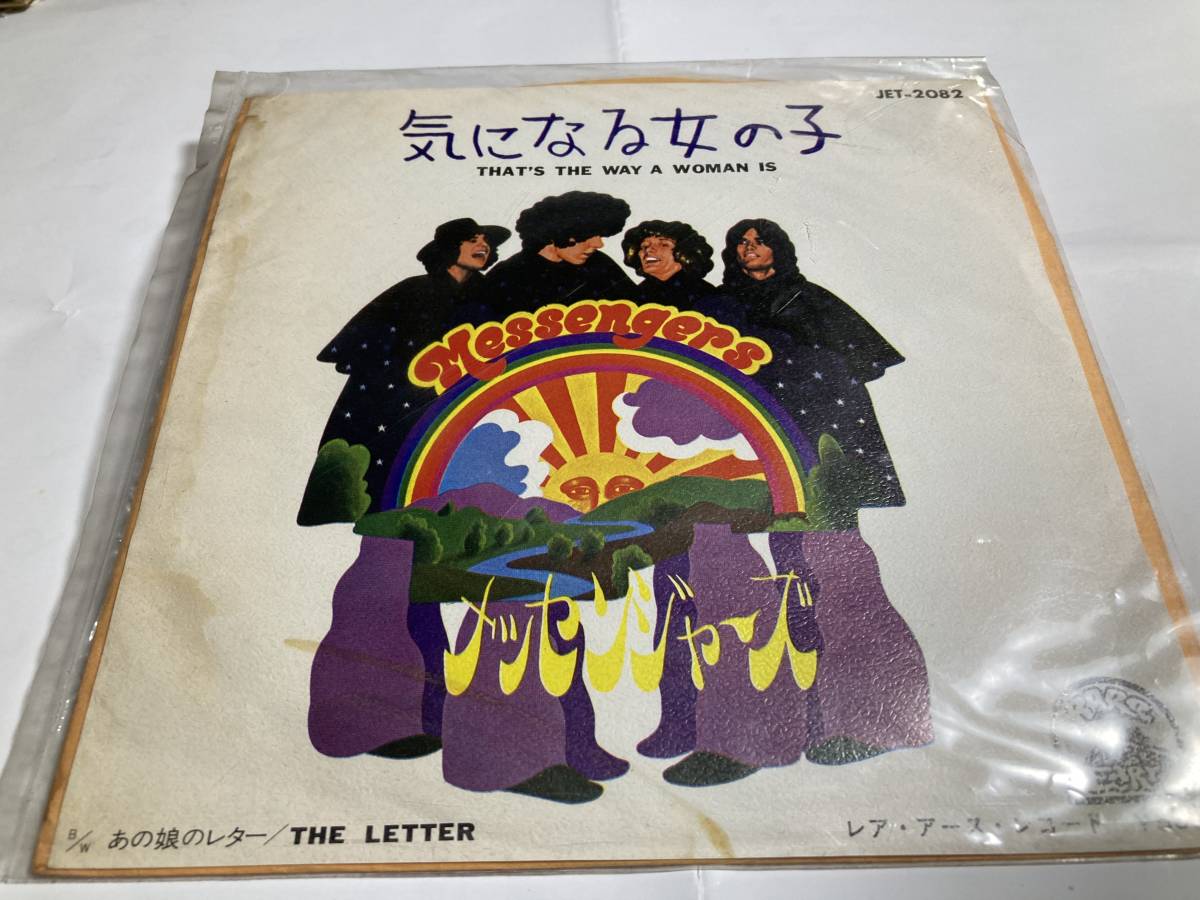 JET-2082
気になる女の子
THAT'S THE WAY A WOMAN IS
Messengers
メッセンジャーズ
B/W あの娘のレター/THE LETTER
レア・アース・レコード